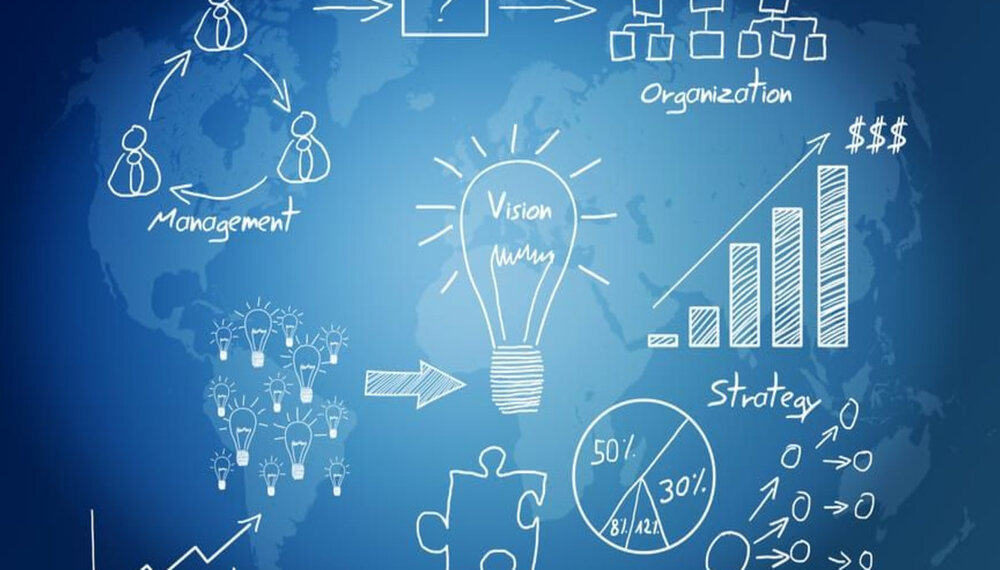 ?
Organization
$$$
Management
Vision
Strategy
50%
30%
8%
12%